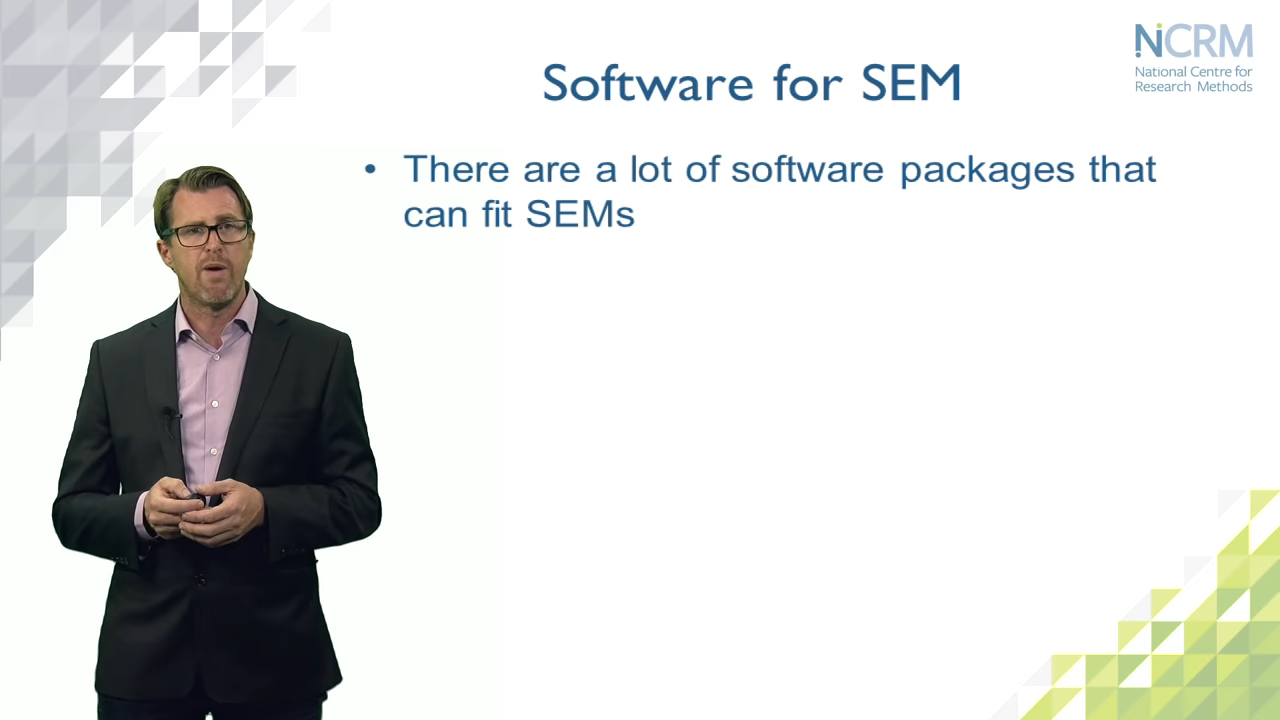 NCRM
National Centre for
Research Methods
Software for SEM
• There are a lot of software packages that
can fit SEMs